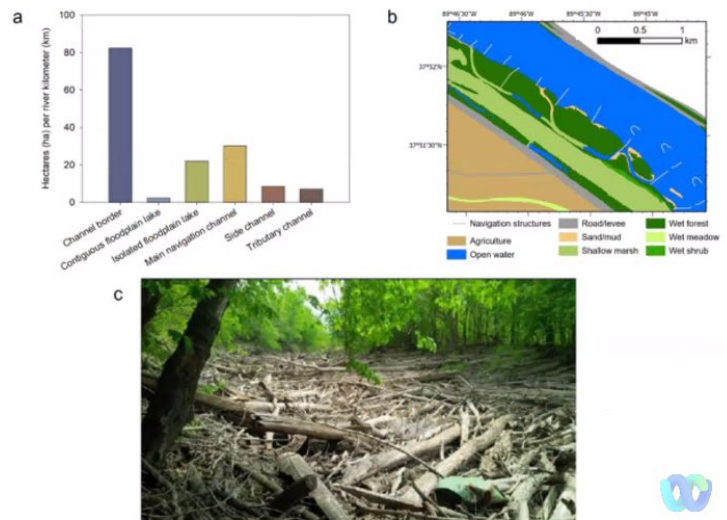 a
Hectares (ha) per river kilometer (km)
100
80
60
40
20
0
Channel border
Contiguous floodplain lake
Isolated floodplain lake
Main navigation channel
Side channel
Tributary channel
b
89°46'30"W
89°46'W
89°45'30"W
89°45'W
37°52'N
37°51'30"N
0 0.5 1
km
Navigation structures
Agriculture
Open water
Road/levee
Sand/mud
Shallow marsh
Wet forest
Wet meadow
Wet shrub
c